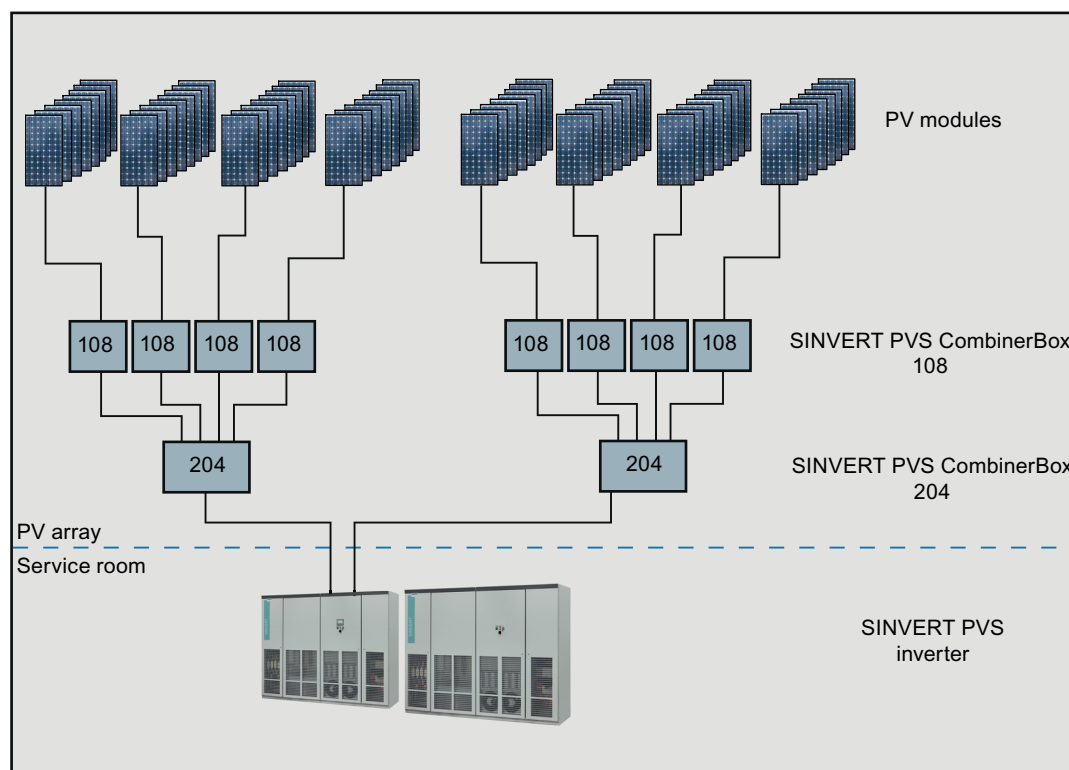 PV modules
108 108 108 108 108 108 108 108
SINVERT PVS CombinerBox
108
204 204
SINVERT PVS CombinerBox
204
PV array
Service room
SINVERT PVS
inverter